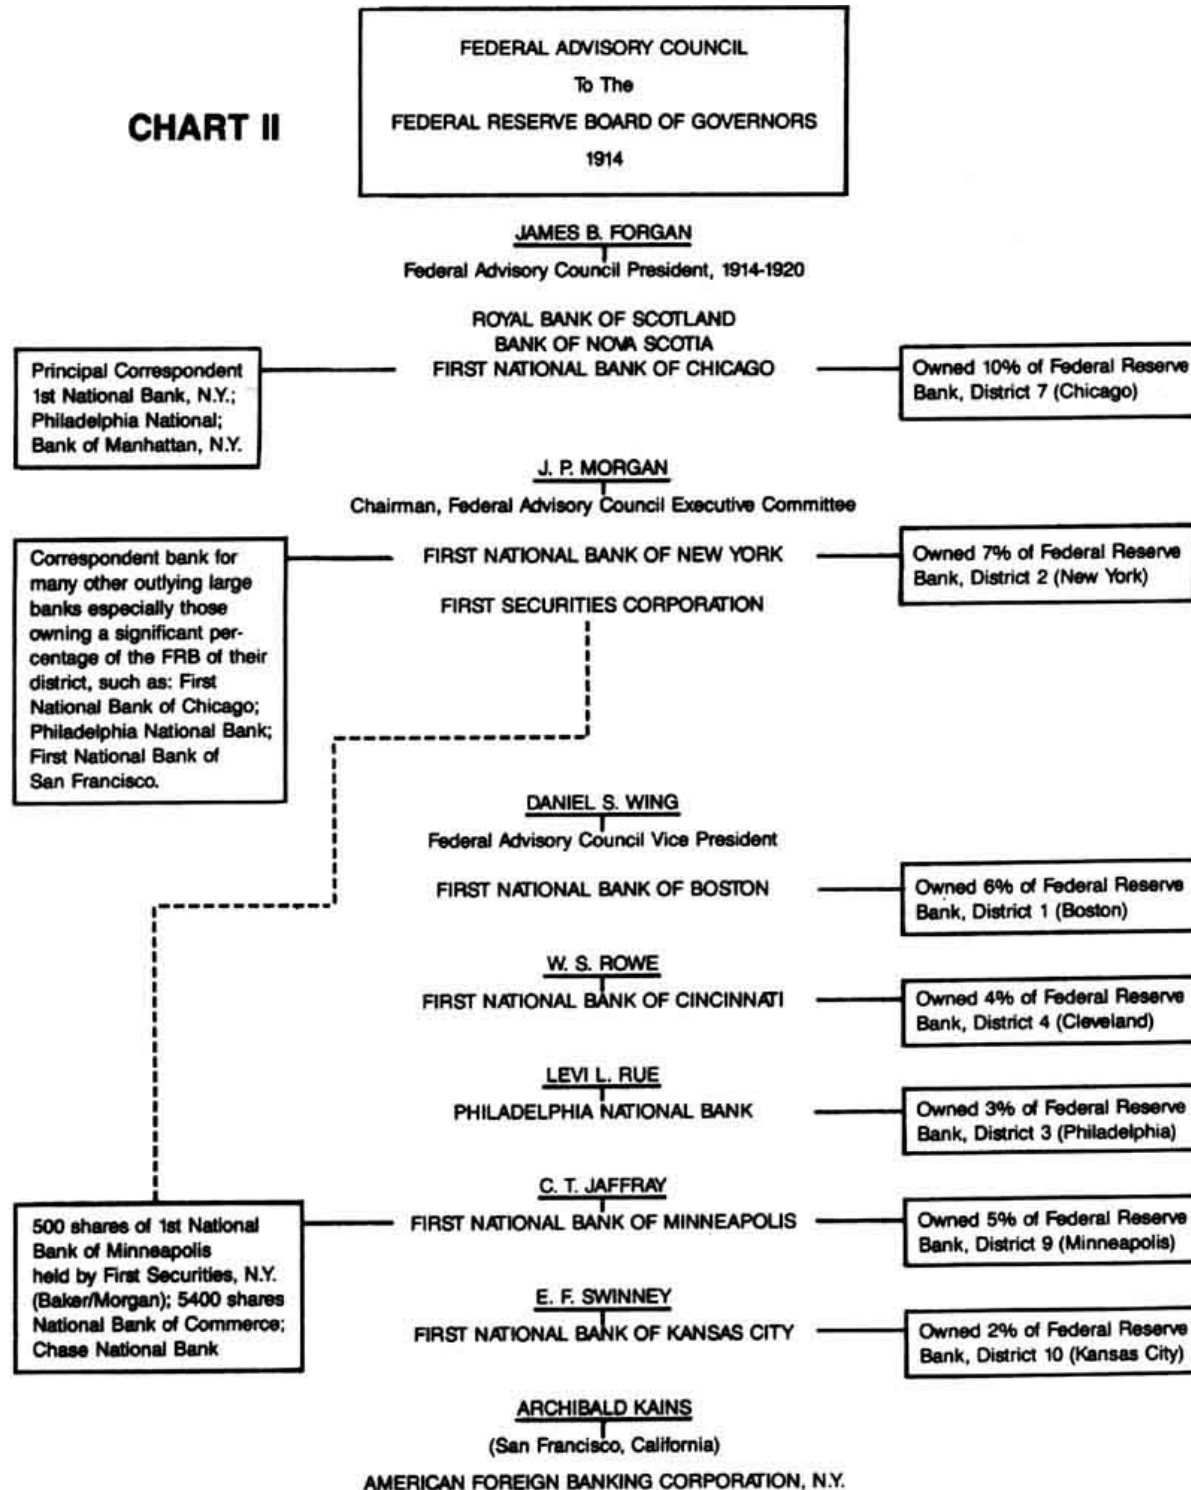 CHART II
FEDERAL ADVISORY COUNCIL
To The
FEDERAL RESERVE BOARD OF GOVERNORS
1914
JAMES B. FORGAN
Federal Advisory Council President, 1914-1920
ROYAL BANK OF SCOTLAND
BANK OF NOVA SCOTIA
FIRST NATIONAL BANK OF CHICAGO
Principal Correspondent
1st National Bank, N.Y.;
Philadelphia National;
Bank of Manhattan, N.Y.
Owned 10% of Federal Reserve
Bank, District 7 (Chicago)
J. P. MORGAN
Chairman, Federal Advisory Council Executive Committee
FIRST NATIONAL BANK OF NEW YORK
FIRST SECURITIES CORPORATION
Correspondent bank for
many other outlying large
banks especially those
owning a significant per-
centage of the FRB of their
district, such as: First
National Bank of Chicago;
Philadelphia National Bank;
First National Bank of
San Francisco.
Owned 7% of Federal Reserve
Bank, District 2 (New York)
DANIEL S. WING
Federal Advisory Council Vice President
FIRST NATIONAL BANK OF BOSTON
Owned 6% of Federal Reserve
Bank, District 1 (Boston)
W. S. ROWE
FIRST NATIONAL BANK OF CINCINNATI
Owned 4% of Federal Reserve
Bank, District 4 (Cleveland)
LEVI L. RUE
PHILADELPHIA NATIONAL BANK
Owned 3% of Federal Reserve
Bank, District 3 (Philadelphia)
C. T. JAFFRAY
FIRST NATIONAL BANK OF MINNEAPOLIS
500 shares of 1st National
Bank of Minneapolis
held by First Securities, N.Y.
(Baker/Morgan); 5400 shares
National Bank of Commerce;
Chase National Bank
Owned 5% of Federal Reserve
Bank, District 9 (Minneapolis)
E. F. SWINNEY
FIRST NATIONAL BANK OF KANSAS CITY
Owned 2% of Federal Reserve
Bank, District 10 (Kansas City)
ARCHIBALD KAINS
(San Francisco, California)
AMERICAN FOREIGN BANKING CORPORATION, N.Y.